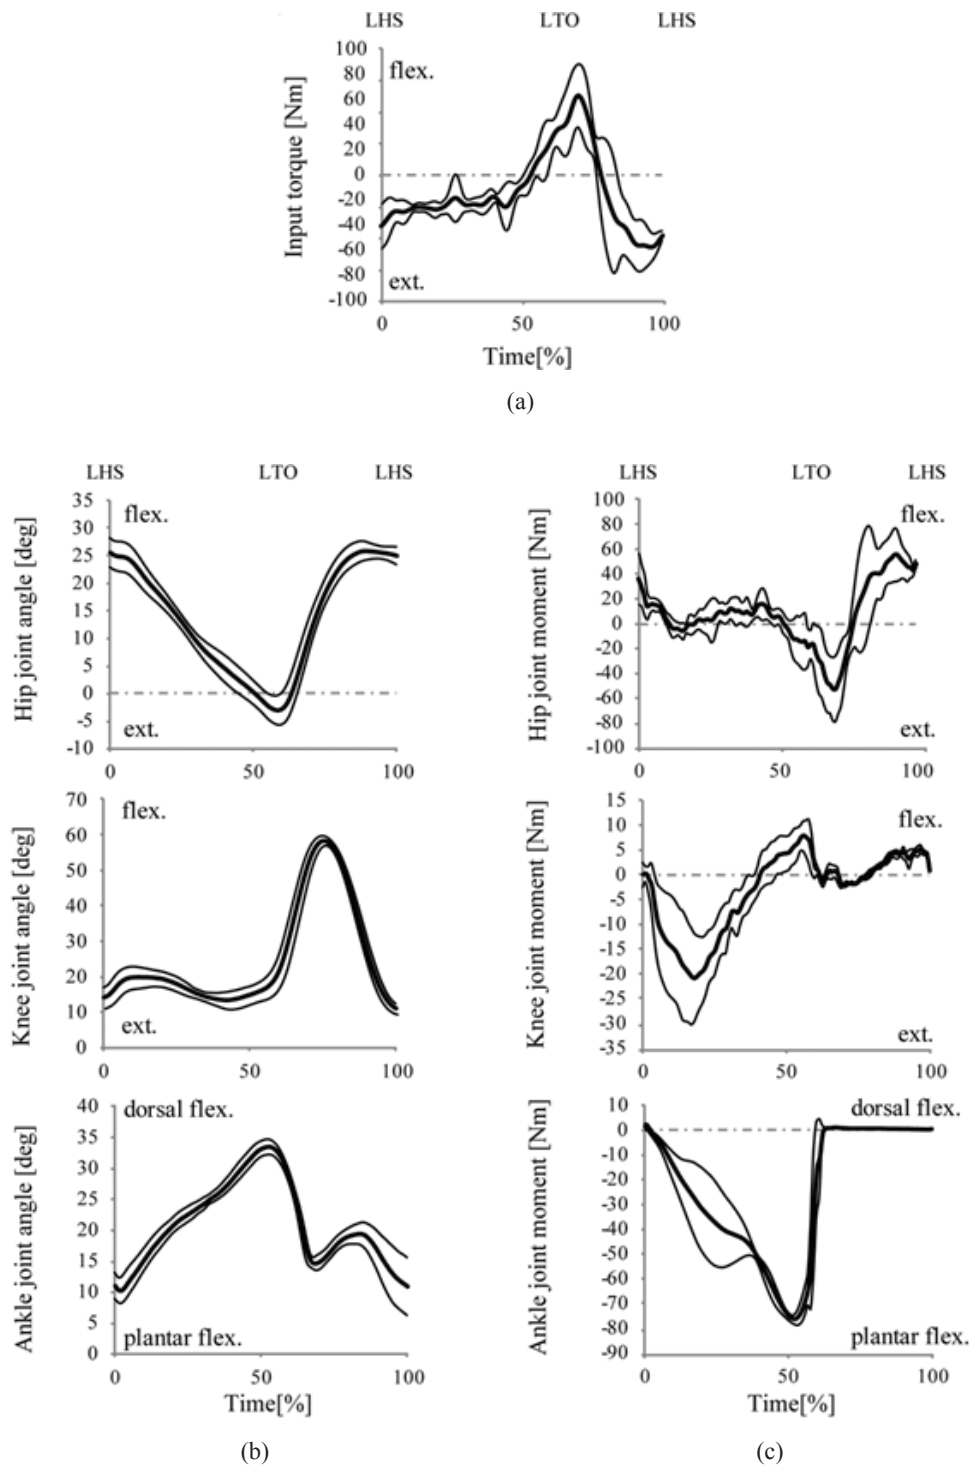 LHS LTO LHS
100
80
60
40
20
0
-20
-40
-60
-80
-100
flex.
ext.
Input torque [Nm]
0 50 100
Time[%]
(a)
LHS LTO LHS
35
30
25
20
15
10
5
0
-5
-10
flex.
ext.
Hip joint angle [deg]
0 50 100
LHS LTO LHS
100
80
60
40
20
0
-20
-40
-60
-80
-100
flex.
ext.
Hip joint moment [Nm]
0 50 100
70
60
50
40
30
20
10
0
flex.
ext.
Knee joint angle [deg]
0 50 100
15
10
5
0
-5
-10
-15
-20
-25
-30
-35
flex.
ext.
Knee joint moment [Nm]
0 50 100
40
35
30
25
20
15
10
5
0
dorsal flex.
plantar flex.
Ankle joint angle [deg]
0 50 100
Time[%]
(b)
10
0
-10
-20
-30
-40
-50
-60
-70
-80
-90
dorsal flex.
plantar flex.
Ankle joint moment [Nm]
0 50 100
Time[%]
(c)